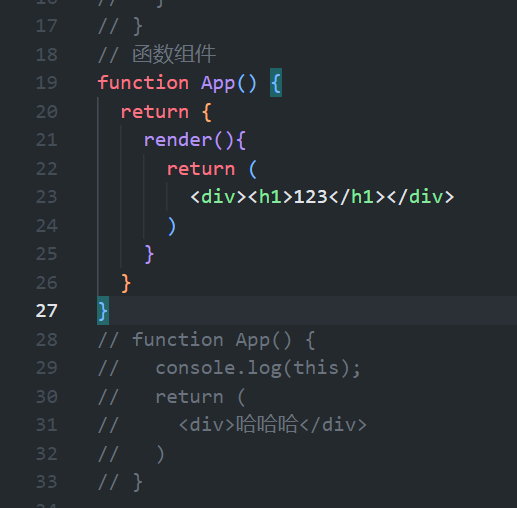 17 // }
18 // 函数组件
19 function App() {
20 return {
21 render(){
22 return (
23 <div><h1>123</h1></div>
24 )
25 }
26 }
27 }
28 // function App() {
29 // console.log(this);
30 // return (
31 // <div>哈哈哈</div>
32 // )
33 // }